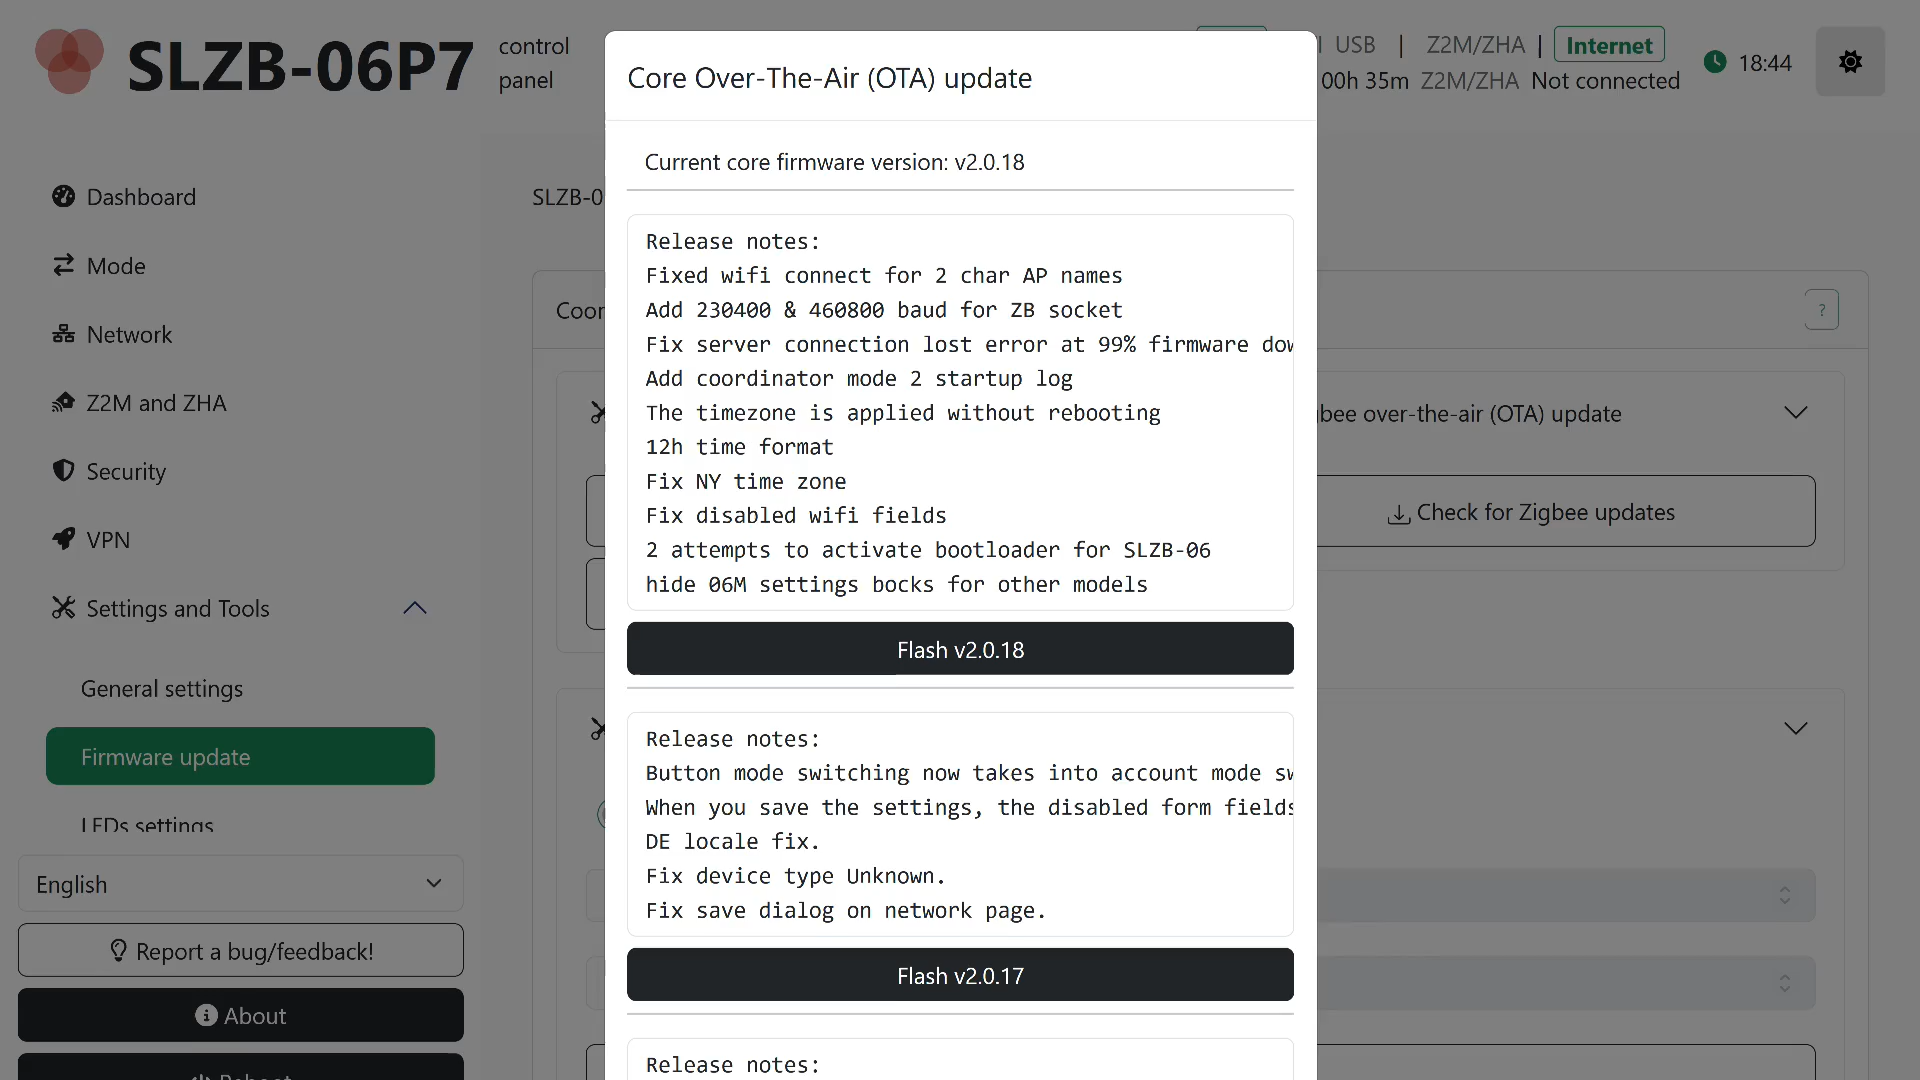 SLZB-06P7
control
panel
USB | Z2M/ZHA | Internet
00h 35m Z2M/ZHA Not connected
18:44
Dashboard
Mode
Network
Z2M and ZHA
Security
VPN
Settings and Tools
General settings
Firmware update
LEDs settings
English
Report a bug/feedback!
About
Reboot
SLZB-0
Coor
?
Core Over-The-Air (OTA) update
Current core firmware version: v2.0.18
Release notes:
Fixed wifi connect for 2 char AP names
Add 230400 & 460800 baud for ZB socket
Fix server connection lost error at 99% firmware dow
Add coordinator mode 2 startup log
The timezone is applied without rebooting
12h time format
Fix NY time zone
Fix disabled wifi fields
2 attempts to activate bootloader for SLZB-06
hide 06M settings bocks for other models
Flash v2.0.18
Release notes:
Button mode switching now takes into account mode sw
When you save the settings, the disabled form fields
DE locale fix.
Fix device type Unknown.
Fix save dialog on network page.
Flash v2.0.17
Release notes:
bee over-the-air (OTA) update
Check for Zigbee updates